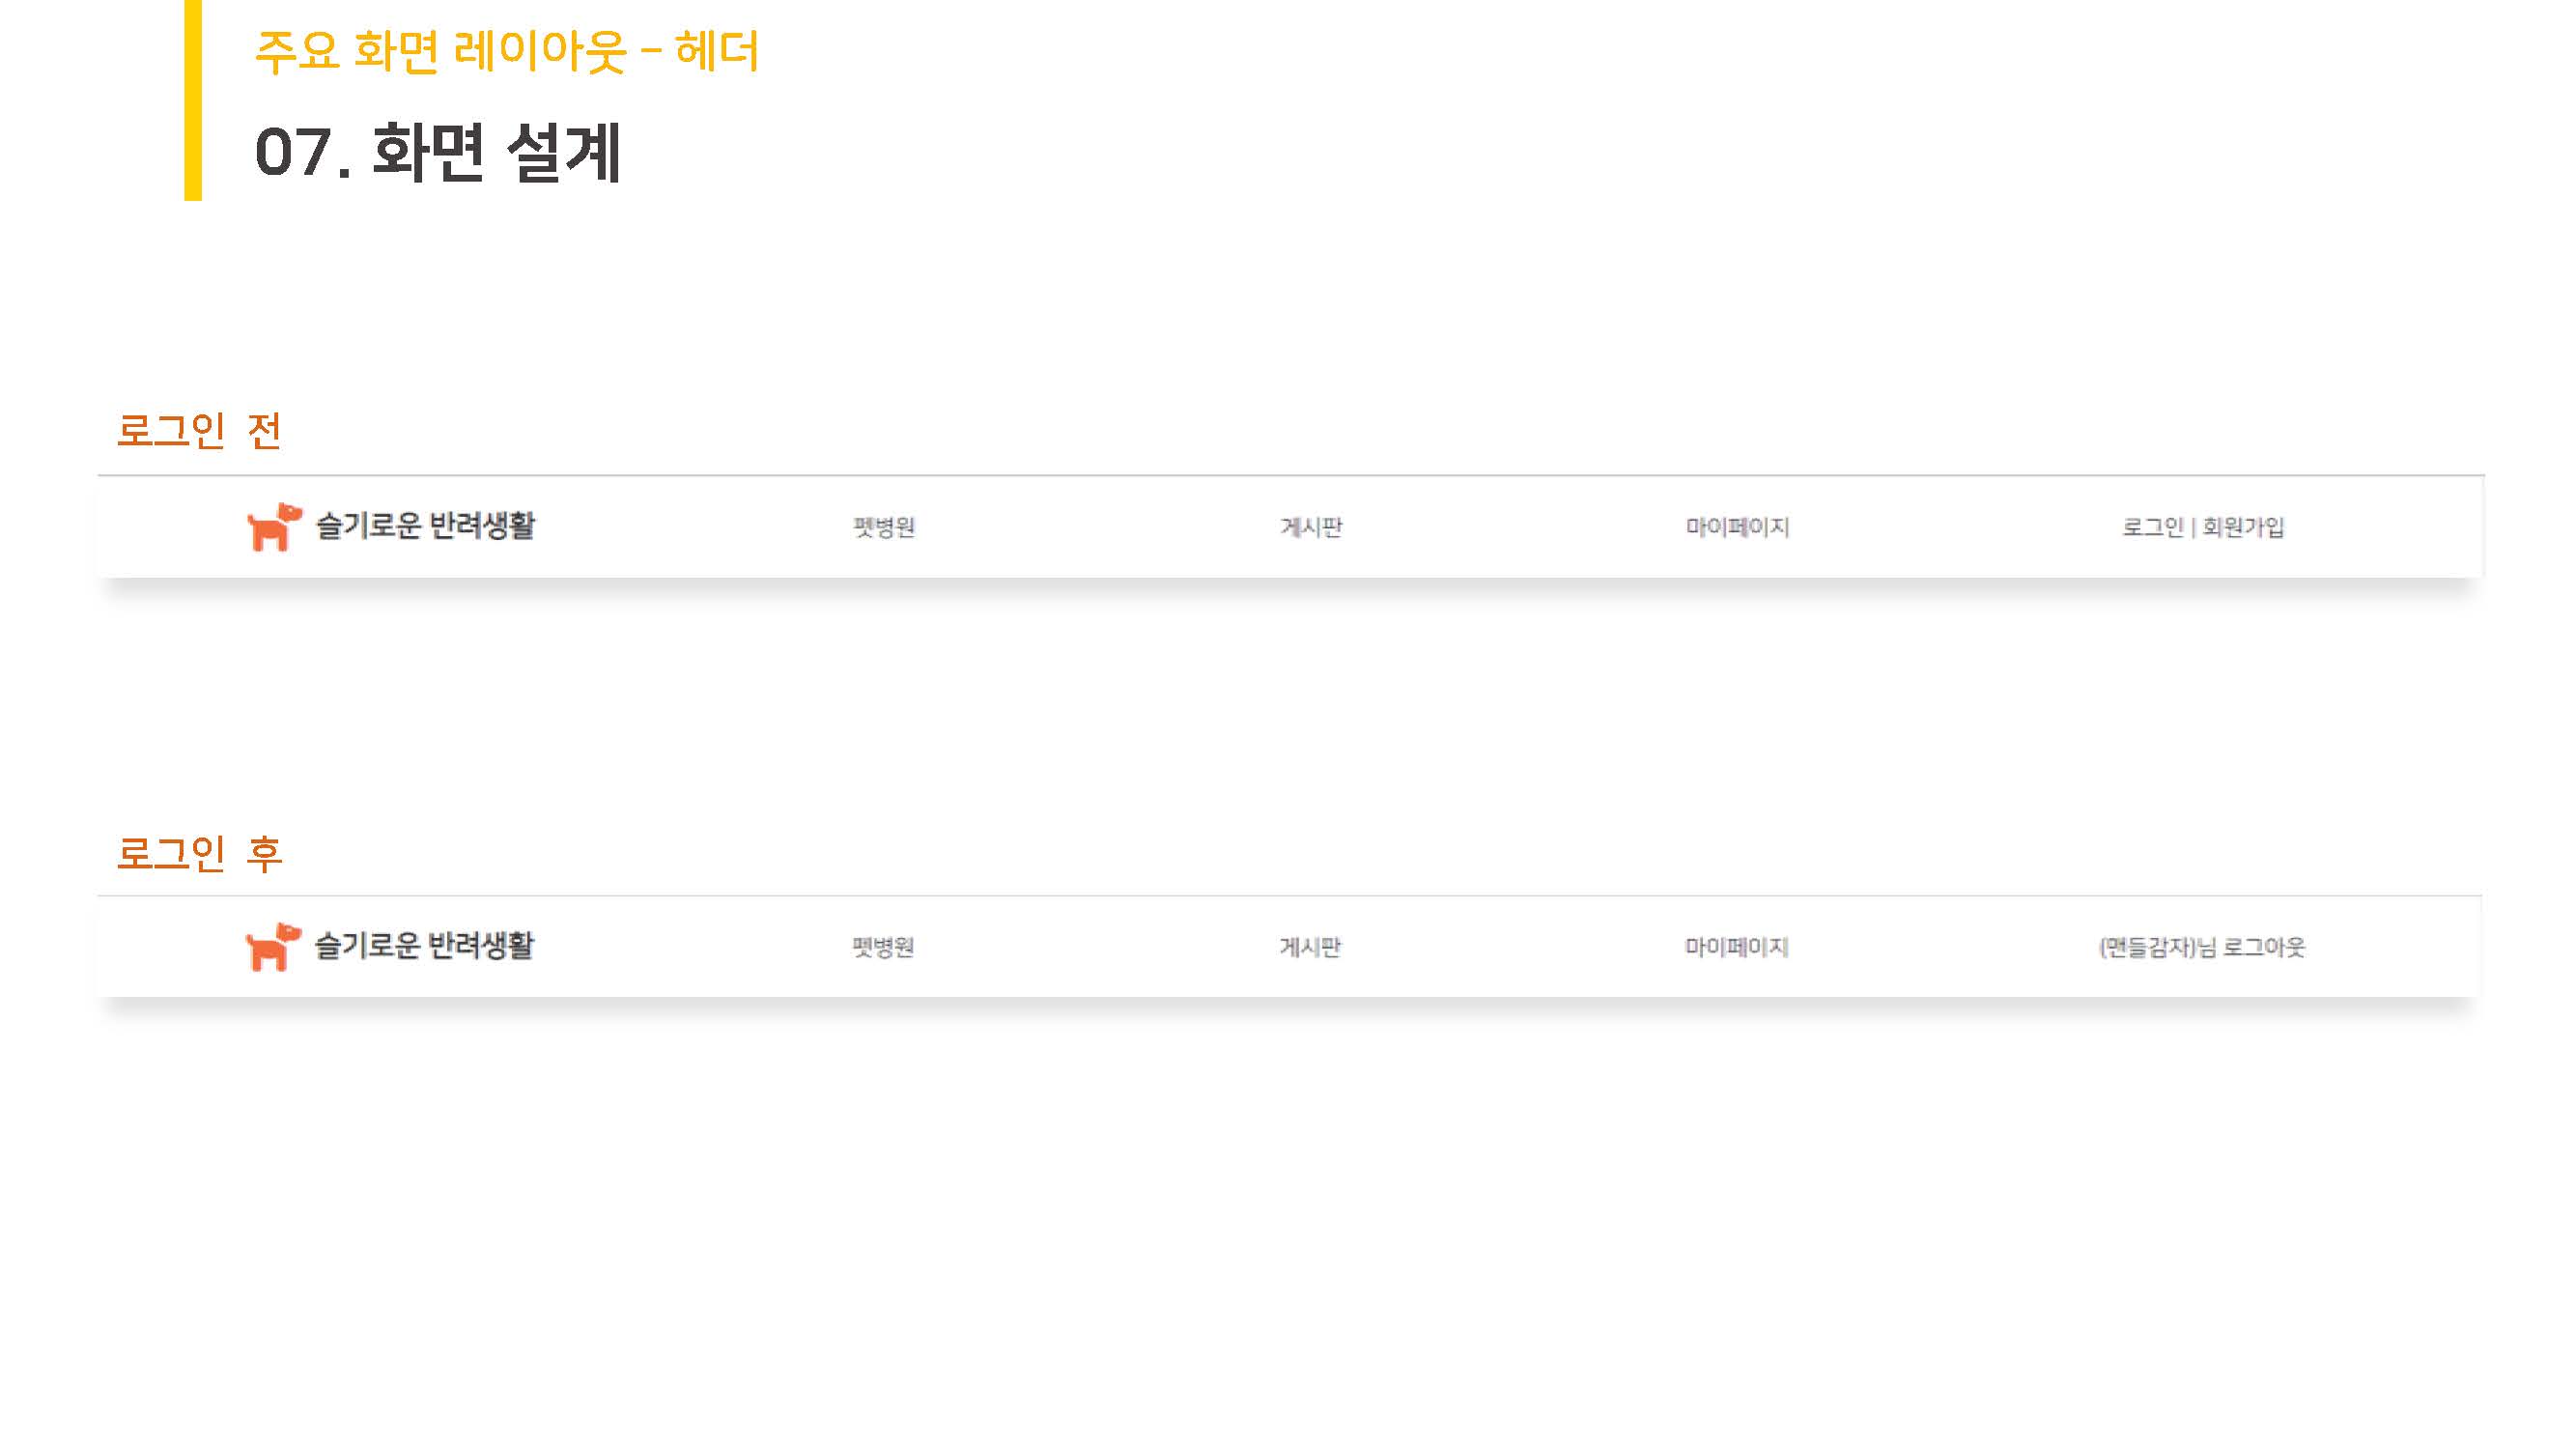 주요 화면 레이아웃 – 헤더
07. 화면 설계
로그인 전
슬기로운 반려생활 펫병원 게시판 마이페이지 로그인 | 회원가입
로그인 후
슬기로운 반려생활 펫병원 게시판 마이페이지 (맨들감자)님 로그아웃